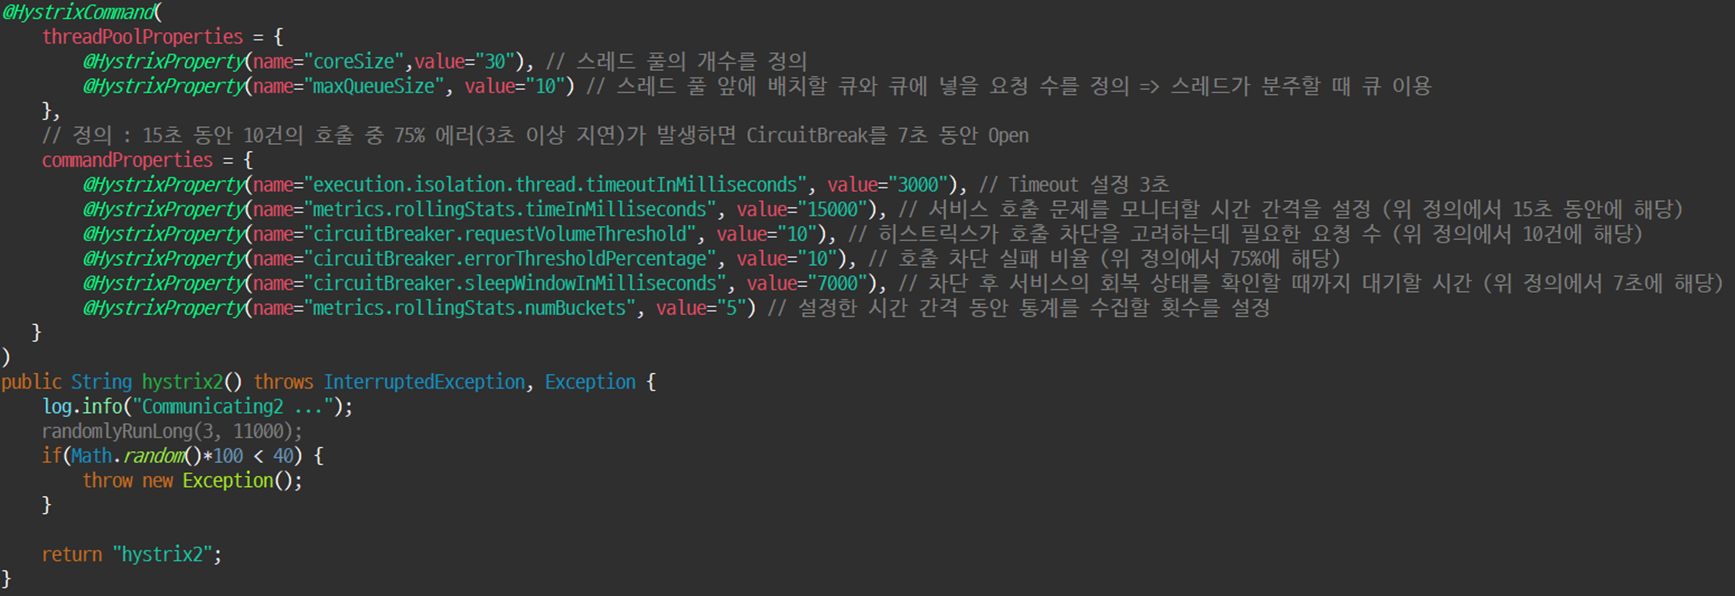 @HystrixCommand(
threadPoolProperties = {
@HystrixProperty(name="coreSize",value="30"), // 스레드 풀의 개수를 정의
@HystrixProperty(name="maxQueueSize", value="10") // 스레드 풀 앞에 배치할 큐와 큐에 넣을 요청 수를 정의 => 스레드가 분주할 때 큐 이용
},
// 정의 : 15초 동안 10건의 호출 중 75% 에러(3초 이상 지연)가 발생하면 CircuitBreak를 7초 동안 Open
commandProperties = {
@HystrixProperty(name="execution.isolation.thread.timeoutInMilliseconds", value="3000"), // Timeout 설정 3초
@HystrixProperty(name="metrics.rollingStats.timeInMilliseconds", value="15000"), // 서비스 호출 문제를 모니터할 시간 간격을 설정 (위 정의에서 15초 동안에 해당)
@HystrixProperty(name="circuitBreaker.requestVolumeThreshold", value="10"), // 히스트릭스가 호출 차단을 고려하는데 필요한 요청 수 (위 정의에서 10건에 해당)
@HystrixProperty(name="circuitBreaker.errorThresholdPercentage", value="10"), // 호출 차단 실패 비율 (위 정의에서 75%에 해당)
@HystrixProperty(name="circuitBreaker.sleepWindowInMilliseconds", value="7000"), // 차단 후 서비스의 회복 상태를 확인할 때까지 대기할 시간 (위 정의에서 7초에 해당)
@HystrixProperty(name="metrics.rollingStats.numBuckets", value="5") // 설정한 시간 간격 동안 통계를 수집할 횟수를 설정
}
)
public String hystrix2() throws InterruptedException, Exception {
log.info("Communicating2 ...");
randomlyRunLong(3, 11000);
if(Math.random()*100 < 40) {
throw new Exception();
}
return "hystrix2";
}